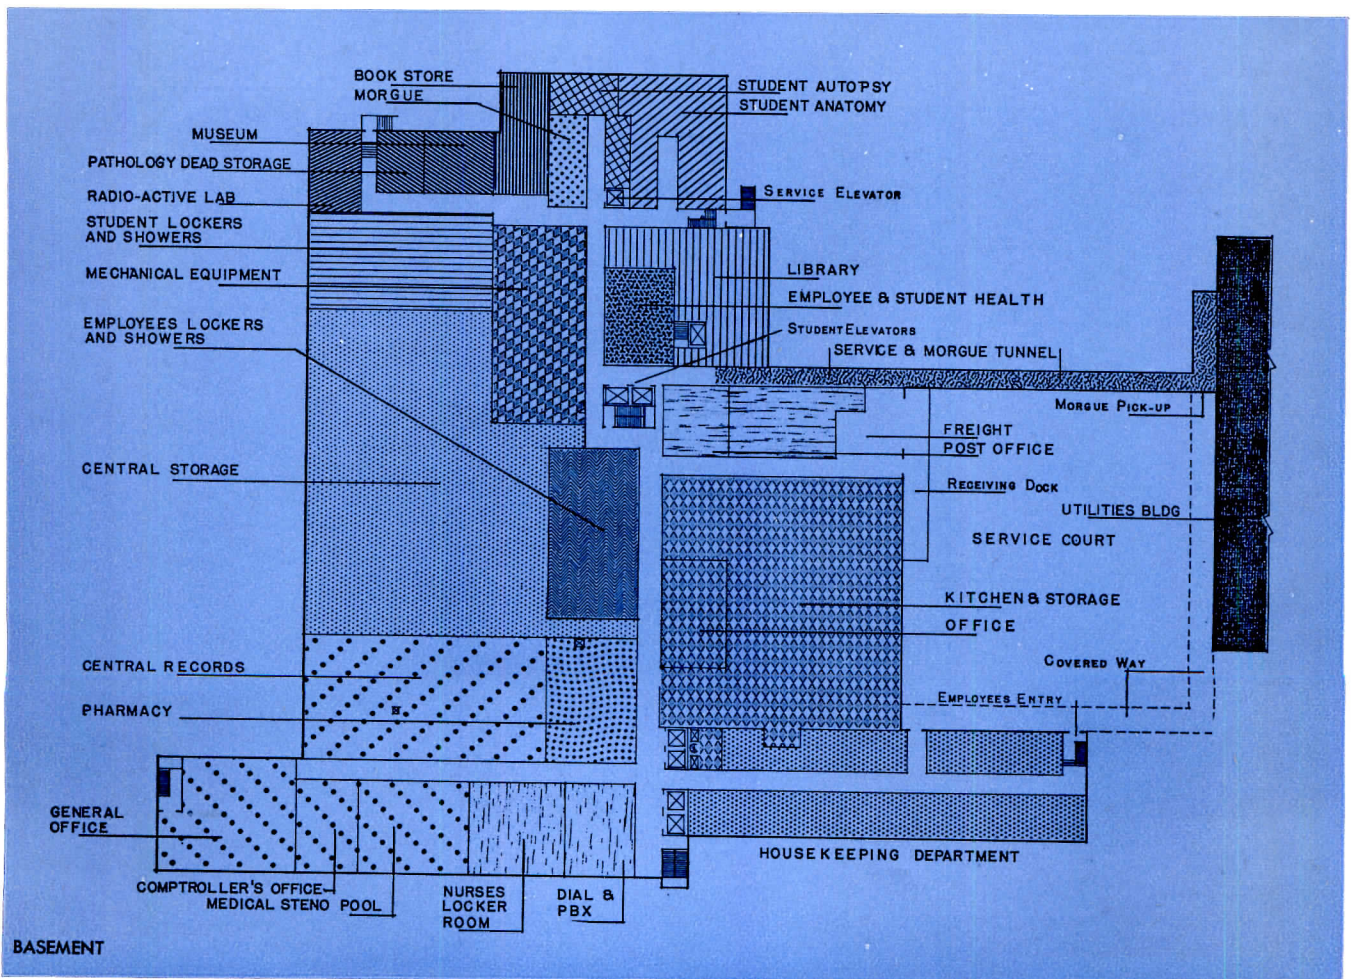 BOOK STORE
MORGUE
STUDENT AUTOPSY
STUDENT ANATOMY
MUSEUM
PATHOLOGY DEAD STORAGE
SERVICE ELEVATOR
RADIO-ACTIVE LAB
STUDENT LOCKERS
AND SHOWERS
MECHANICAL EQUIPMENT
LIBRARY
EMPLOYEE & STUDENT HEALTH
EMPLOYEES LOCKERS
AND SHOWERS
STUDENT ELEVATORS
SERVICE & MORGUE TUNNEL
MORGUE PICK-UP
FREIGHT
POST OFFICE
CENTRAL STORAGE
RECEIVING DOCK
UTILITIES BLDG
SERVICE COURT
KITCHEN & STORAGE
OFFICE
CENTRAL RECORDS
COVERED WAY
EMPLOYEES ENTRY
PHARMACY
GENERAL
OFFICE
HOUSEKEEPING DEPARTMENT
COMPTROLLER'S OFFICE
MEDICAL STENO POOL
NURSES
LOCKER
ROOM
DIAL &
PBX
BASEMENT